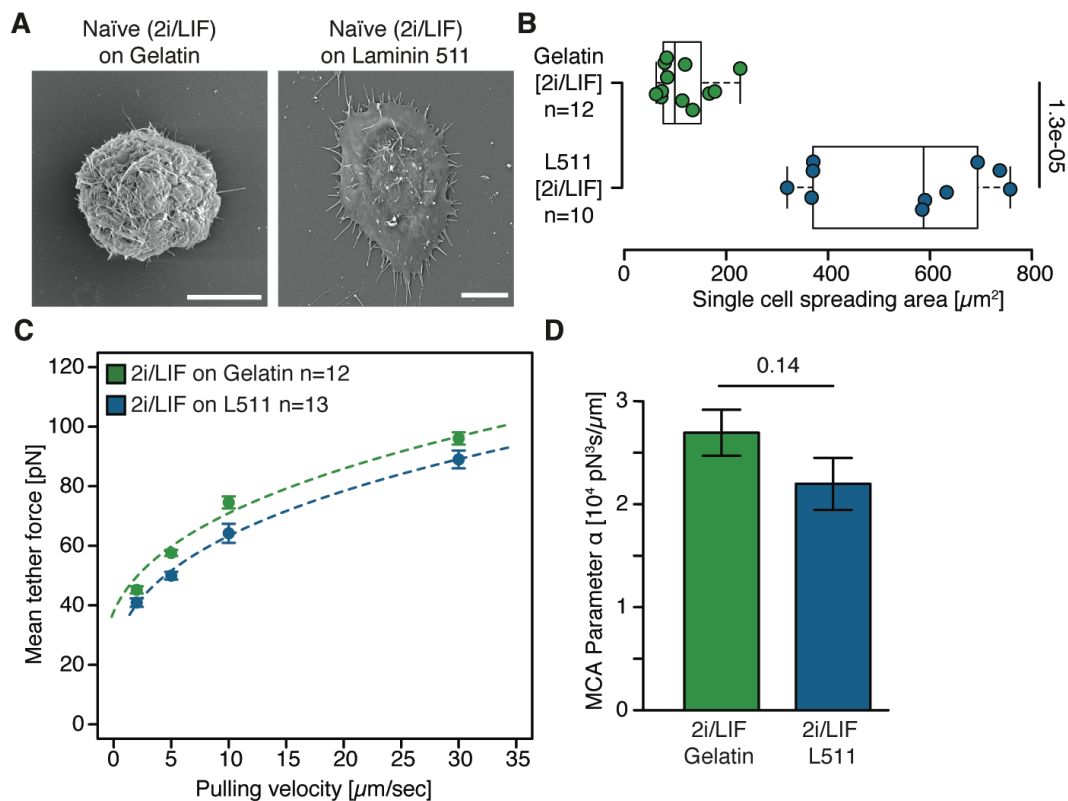 A
Naïve (2i/LIF)
on Gelatin
Naïve (2i/LIF)
on Laminin 511
B
Gelatin
[2i/LIF]
n=12
L511
[2i/LIF]
n=10
1.3e-05
0
200
400
600
800
Single cell spreading area [μm²]
C
120
100
80
60
40
20
0
Mean tether force [pN]
2i/LIF on Gelatin n=12
2i/LIF on L511 n=13
0
5
10
15
20
25
30
35
Pulling velocity [μm/sec]
D
0.14
3
2
1
0
MCA Parameter α [10⁴ pN³s/μm]
2i/LIF
Gelatin
2i/LIF
L511